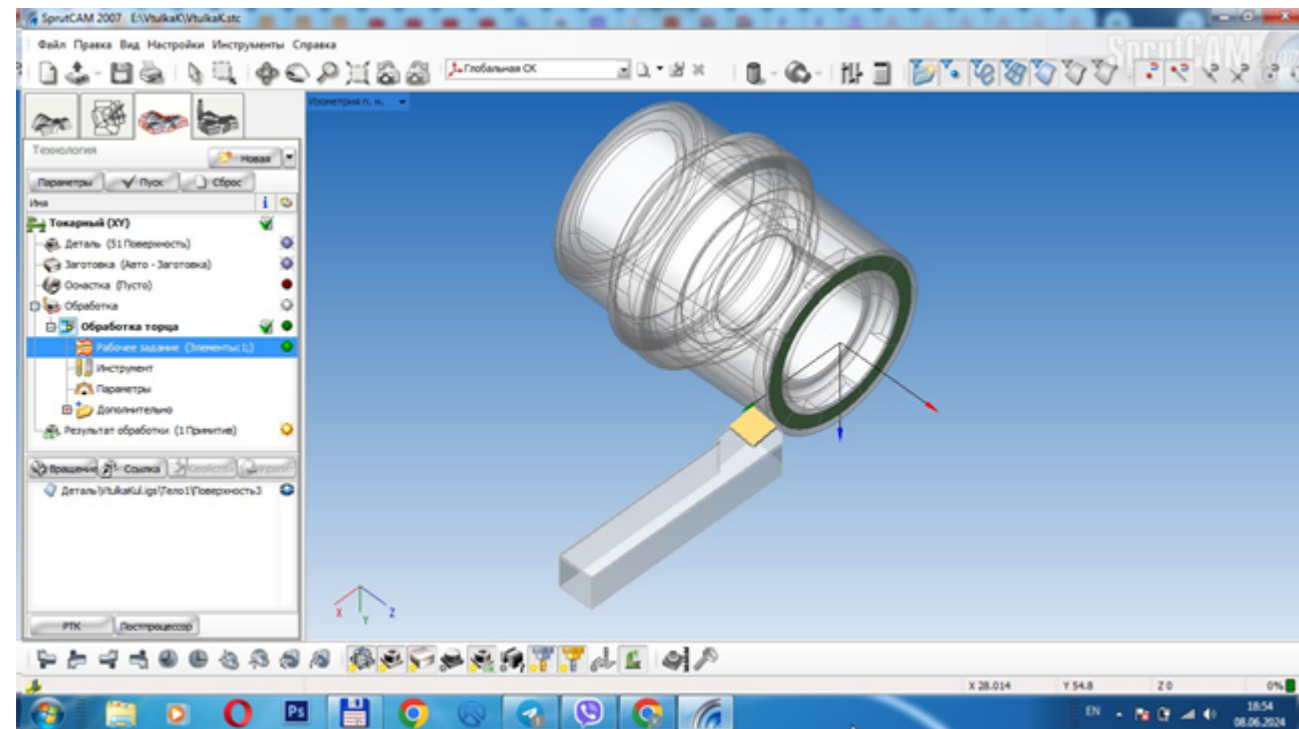 SprutCAM 2007 E:\VtulkaK\VtulkaK.stc
Файл Правка Вид Настройки Инструменты Справка
Глобальная СК
SprutCAM 2007
Изометрия п. н.
Технология
Новая
Параметры Пуск Сброс
Имя
Токарный (XY)
Деталь (51 Поверхность)
Заготовка (Авто - Заготовка)
Оснастка (Пусто)
Обработка
Обработка торца
Рабочее задание (Элементы: 1;)
Инструмент
Параметры
Дополнительно
Результат обработки (1 Примитив)
Вращение Ссылка
Деталь\VtulkaKul.igs\Тело1\Поверхность3
X Y Z
РТК Постпроцессор
X 28.014 Y 54.8 Z 0 0%
Ps
EN
18:54
08.06.2024